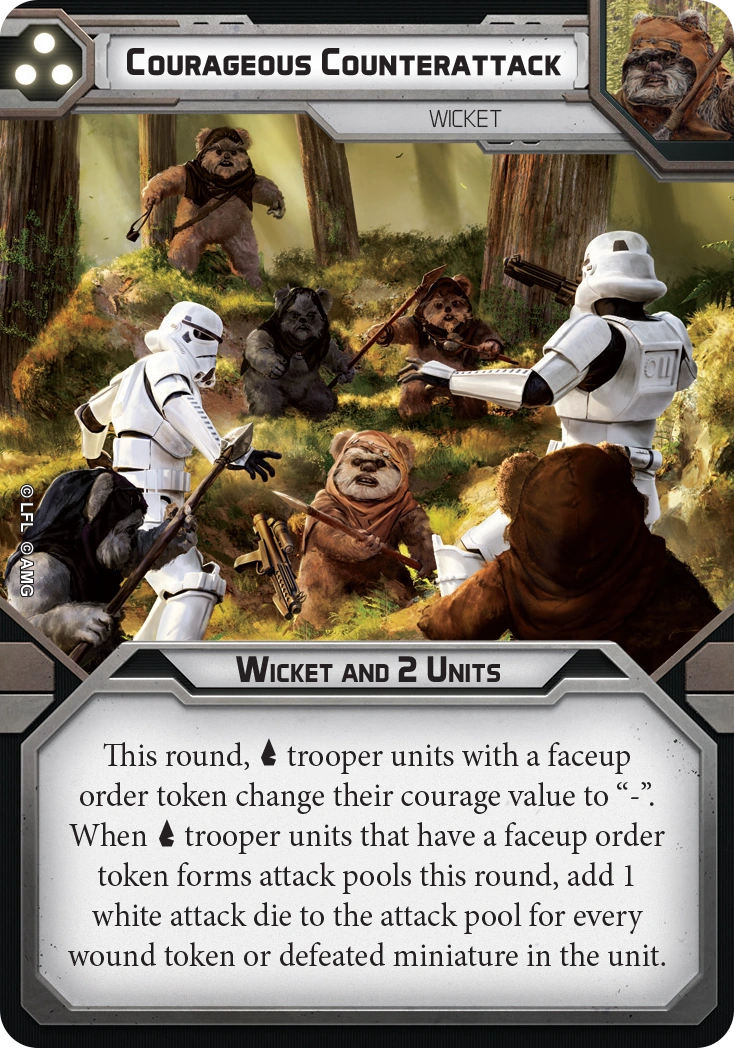 Courageous Counterattack
WICKET
© LFL © AMG
Wicket and 2 Units
This round, trooper units with a faceup
order token change their courage value to “-”.
When trooper units that have a faceup order
token forms attack pools this round, add 1
white attack die to the attack pool for every
wound token or defeated miniature in the unit.